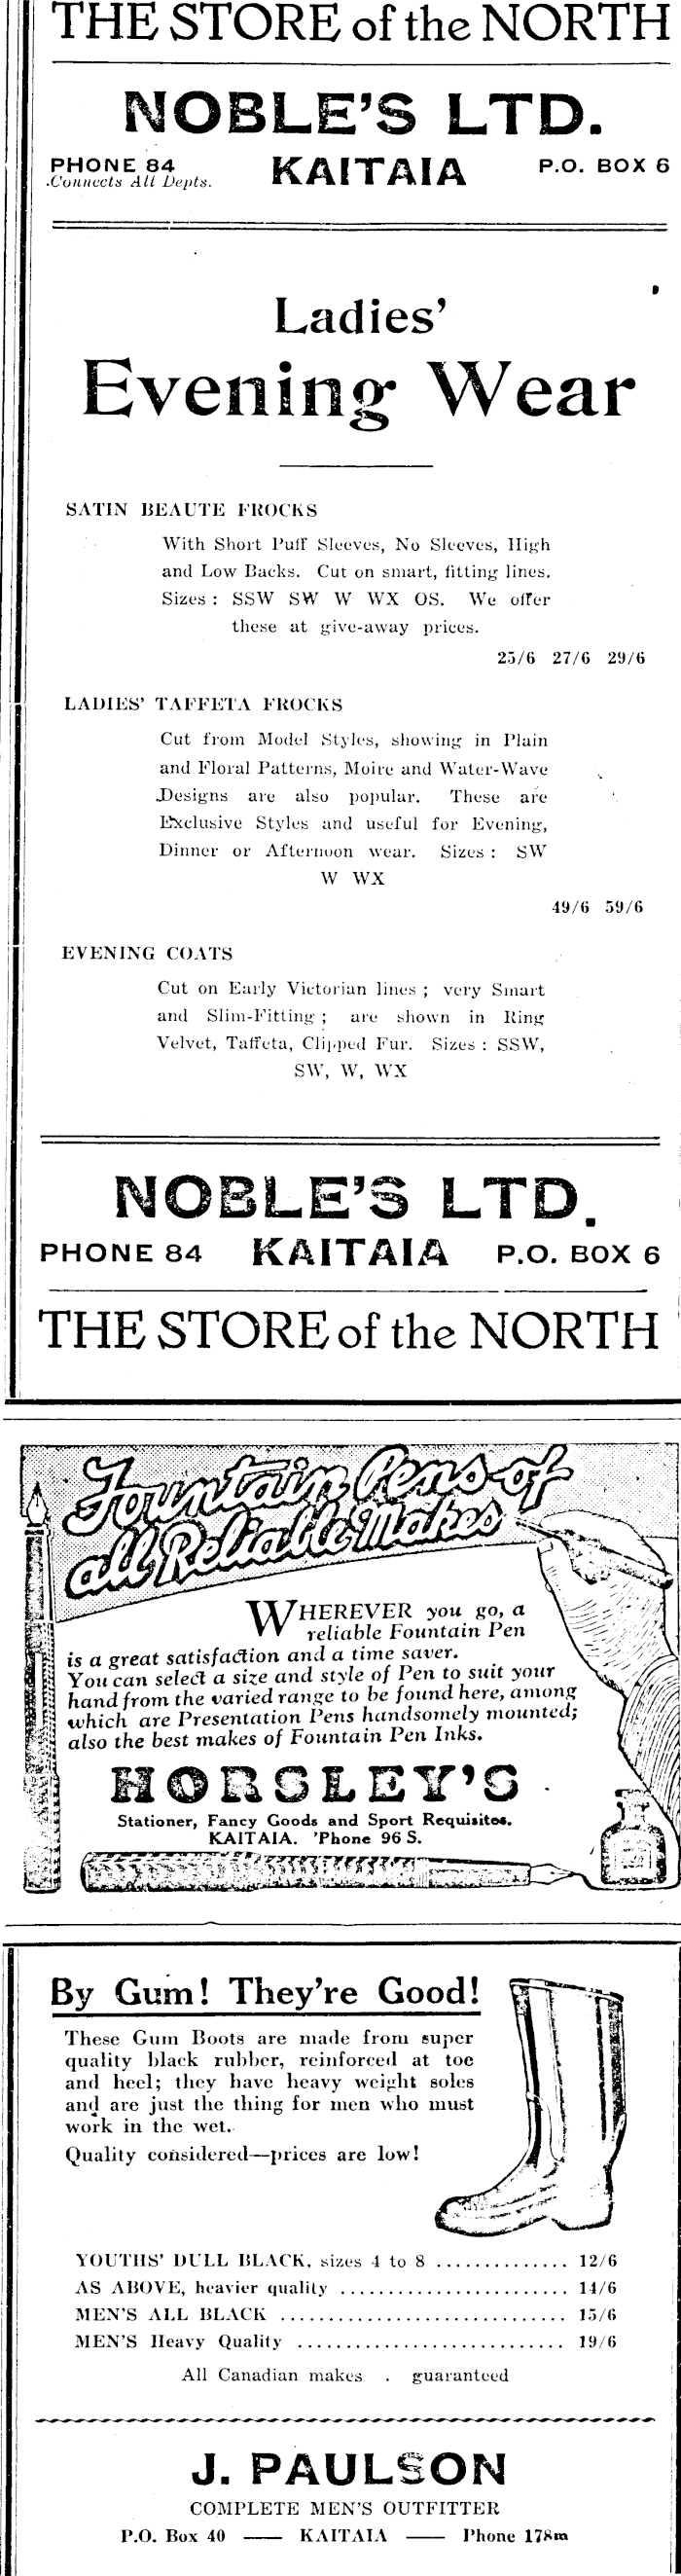 THE STORE of the NORTH
NOBLE'S LTD.
PHONE 84 KAITAIA P.O. BOX 6
Connects All Depts.
Ladies'
Evening Wear
SATIN BEAUTE FROCKS
With Short Puff Sleeves, No Sleeves, High
and Low Backs. Cut on smart, fitting lines.
Sizes : SSW SW W WX OS. We offer
these at give-away prices.
25/6 27/6 29/6
LADIES' TAFFETA FROCKS
Cut from Model Styles, showing in Plain
and Floral Patterns, Moire and Water-Wave
Designs are also popular. These are
Exclusive Styles and useful for Evening,
Dinner or Afternoon wear. Sizes : SW
W WX
49/6 59/6
EVENING COATS
Cut on Early Victorian lines ; very Smart
and Slim-Fitting ; are shown in Ring
Velvet, Taffeta, Clipped Fur. Sizes : SSW,
SW, W, WX
NOBLE'S LTD.
PHONE 84 KAITAIA P.O. BOX 6
THE STORE of the NORTH
Fountain Pens of
all Reliable Makes
WHEREVER you go, a
reliable Fountain Pen
is a great satisfaction and a time saver.
You can select a size and style of Pen to suit your
hand from the varied range to be found here, among
which are Presentation Pens handsomely mounted;
also the best makes of Fountain Pen Inks.
HORSLEY'S
Stationer, Fancy Goods and Sport Requisites.
KAITAIA. 'Phone 96 S.
By Gum! They're Good!
These Gum Boots are made from super
quality black rubber, reinforced at toe
and heel; they have heavy weight soles
and are just the thing for men who must
work in the wet.
Quality considered—prices are low!
YOUTHS' DULL BLACK, sizes 4 to 8 .............. 12/6
AS ABOVE, heavier quality ........................ 14/6
MEN'S ALL BLACK .............................. 15/6
MEN'S Heavy Quality ............................ 19/6
All Canadian makes . guaranteed
J. PAULSON
COMPLETE MEN'S OUTFITTER
P.O. Box 40 —— KAITAIA —— Phone 178m